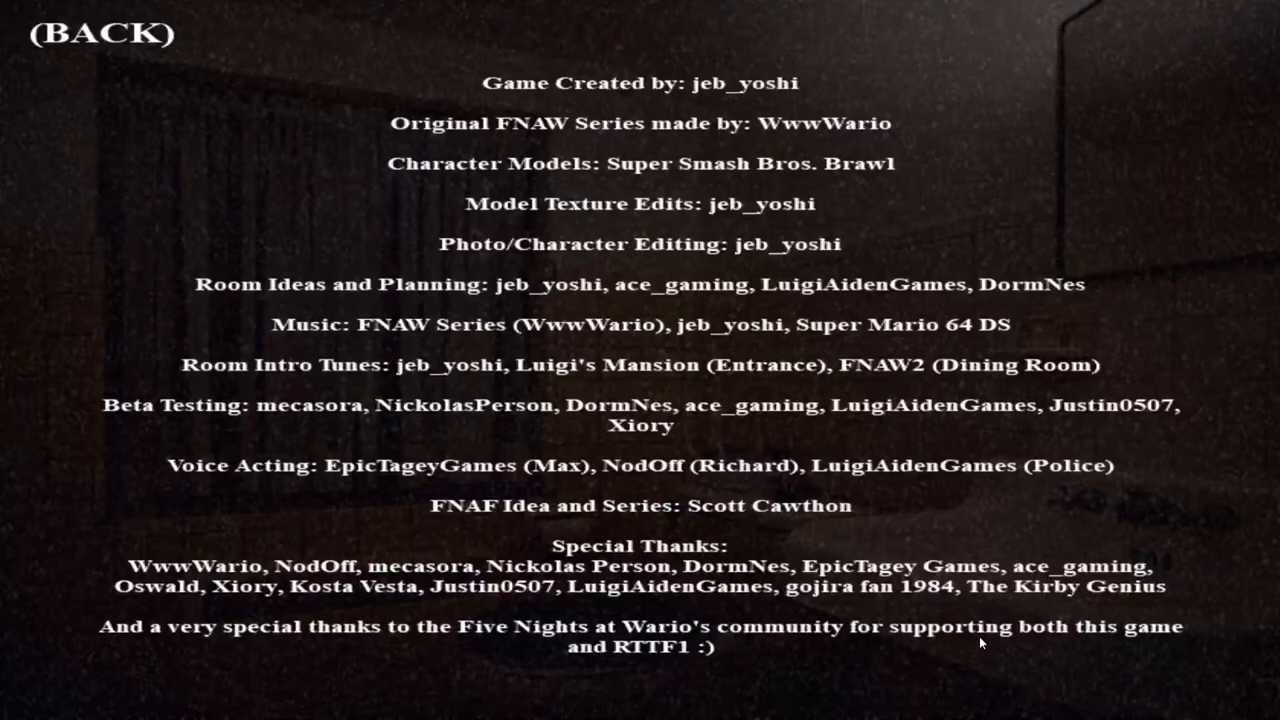 (BACK)
Game Created by: jeb_yoshi
Original FNAW Series made by: WwwWario
Character Models: Super Smash Bros. Brawl
Model Texture Edits: jeb_yoshi
Photo/Character Editing: jeb_yoshi
Room Ideas and Planning: jeb_yoshi, ace_gaming, LuigiAidenGames, DormNes
Music: FNAW Series (WwwWario), jeb_yoshi, Super Mario 64 DS
Room Intro Tunes: jeb_yoshi, Luigi's Mansion (Entrance), FNAW2 (Dining Room)
Beta Testing: mecasora, NickolasPerson, DormNes, ace_gaming, LuigiAidenGames, Justin0507,
Xiory
Voice Acting: EpicTageyGames (Max), NodOff (Richard), LuigiAidenGames (Police)
FNAF Idea and Series: Scott Cawthon
Special Thanks:
WwwWario, NodOff, mecasora, Nickolas Person, DormNes, EpicTagey Games, ace_gaming,
Oswald, Xiory, Kosta Vesta, Justin0507, LuigiAidenGames, gojira fan 1984, The Kirby Genius
And a very special thanks to the Five Nights at Wario's community for supporting both this game
and RTTF1 :)